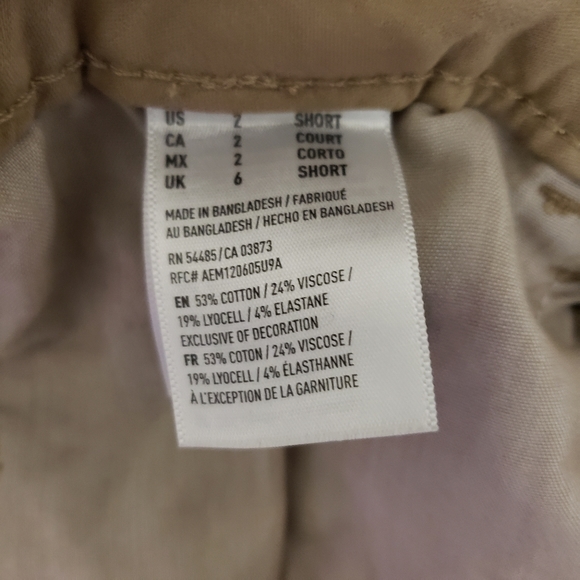 US 2 SHORT
CA 2 COURT
MX 2 CORTO
UK 6 SHORT
MADE IN BANGLADESH / FABRIQUÉ
AU BANGLADESH / HECHO EN BANGLADESH
RN 54485 / CA 03873
RFC# AEM120605U9A
EN 53% COTTON / 24% VISCOSE /
19% LYOCELL / 4% ELASTANE
EXCLUSIVE OF DECORATION
FR 53% COTON / 24% VISCOSE /
19% LYOCELL / 4% ÉLASTHANNE
À L'EXCEPTION DE LA GARNITURE